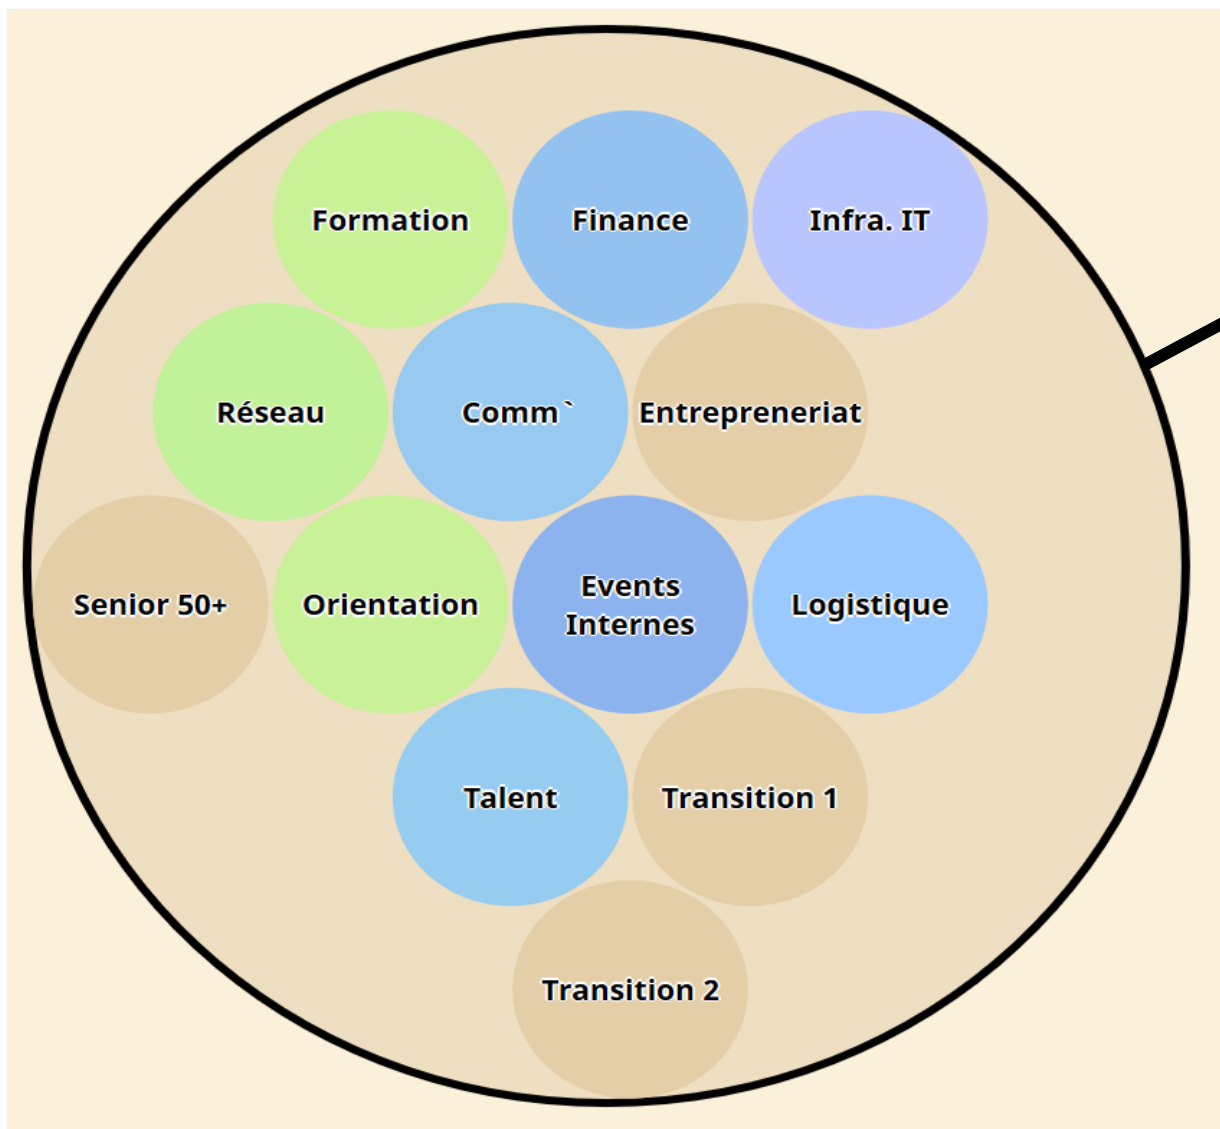 Formation
Finance
Infra. IT
Réseau
Comm`
Entrepreneriat
Senior 50+
Orientation
Events
Internes
Logistique
Talent
Transition 1
Transition 2